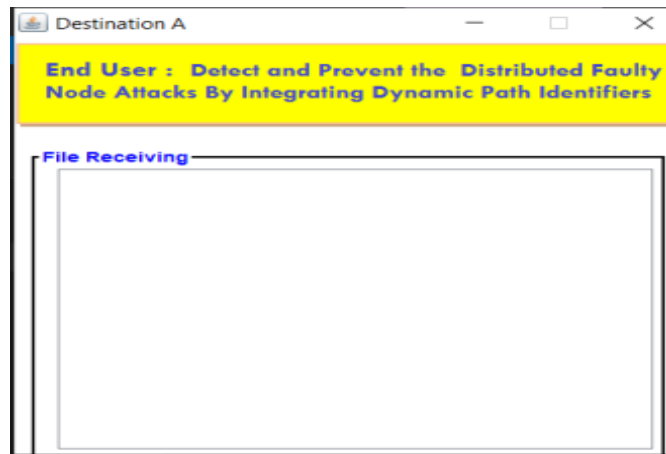 Destination A
End User : Detect and Prevent the Distributed Faulty
Node Attacks By Integrating Dynamic Path Identifiers
File Receiving